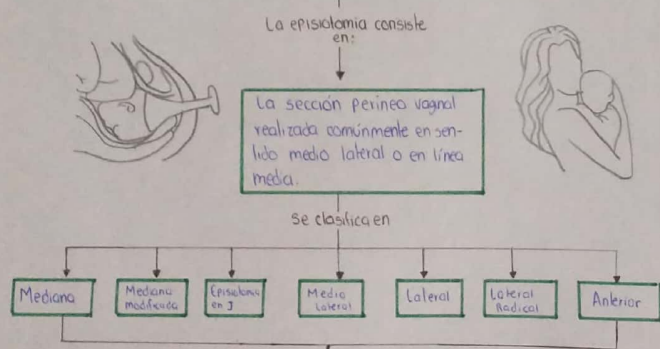 La episiotomía consiste
en:
La sección perineo vagnal
realizada comúnmente en sen-
tido medio lateral o en línea
media.
Se clasifica en
Mediana
Mediana
modificada
Episiotomía
en J
Medio
Lateral
Lateral
Lateral
Radical
Anterior